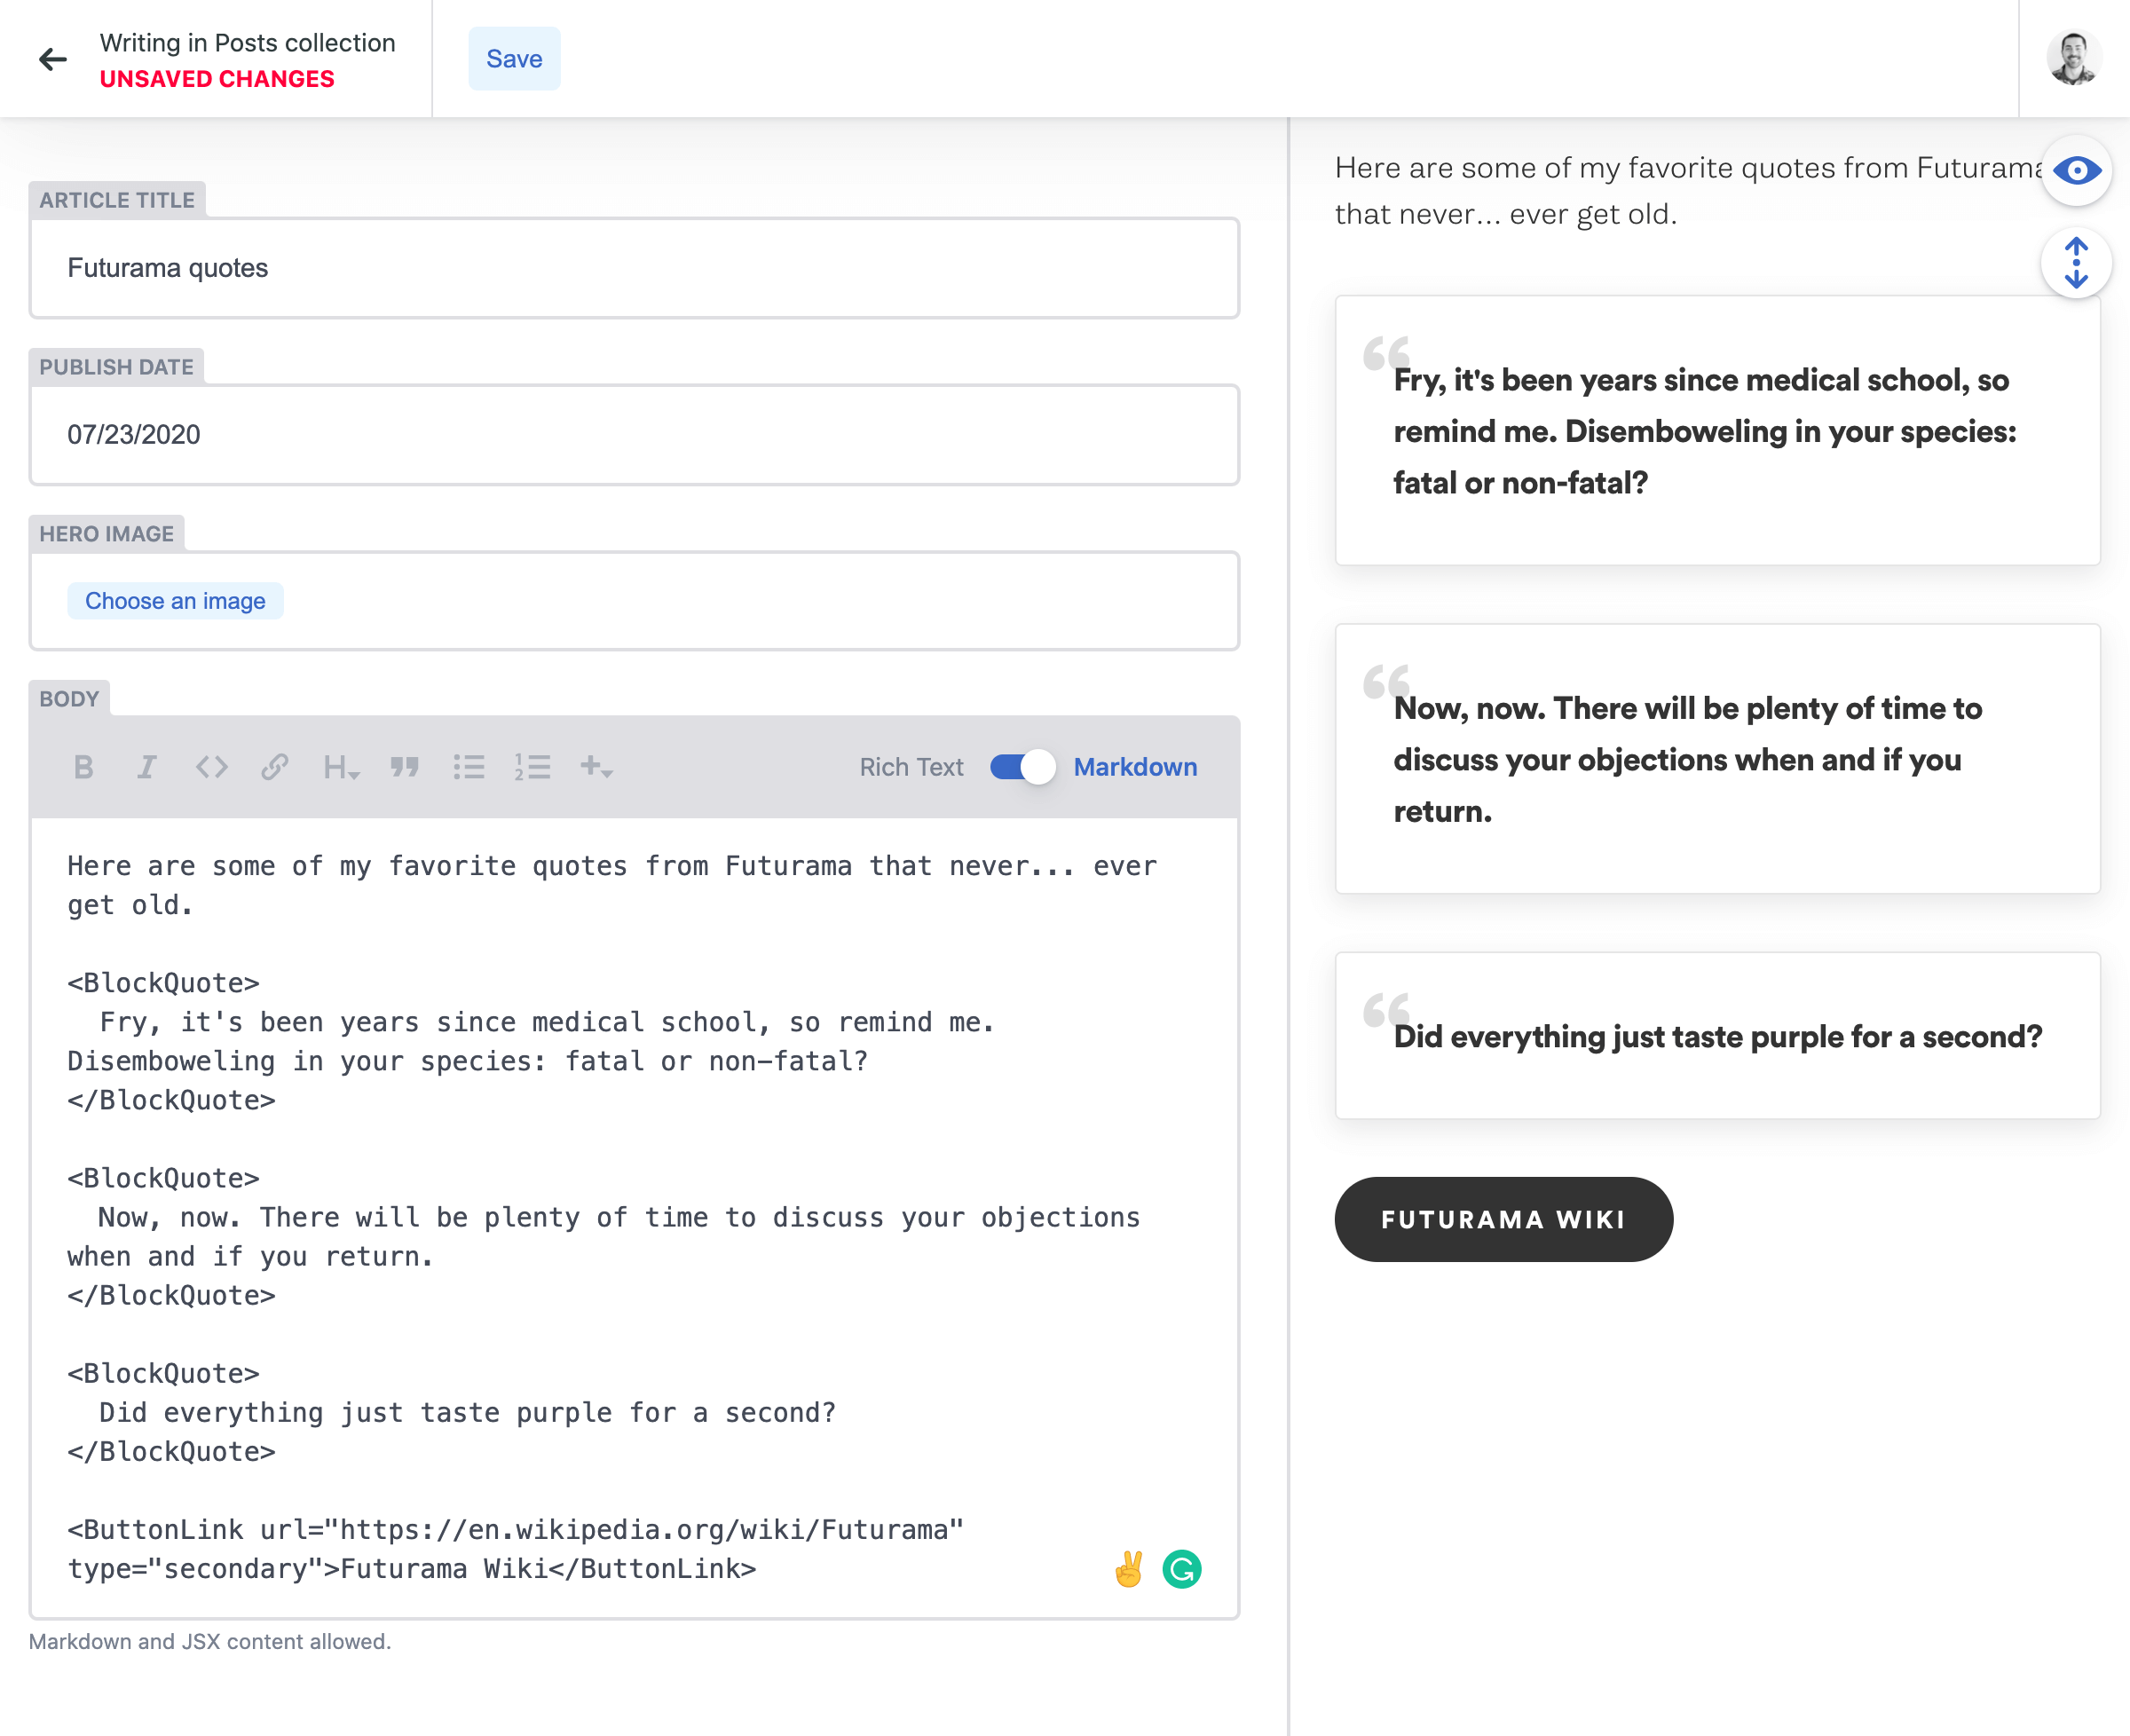 Writing in Posts collection
UNSAVED CHANGES
Save
ARTICLE TITLE
Futurama quotes
PUBLISH DATE
07/23/2020
HERO IMAGE
Choose an image
BODY
Rich Text
Markdown
Here are some of my favorite quotes from Futurama that never... ever
get old.
<BlockQuote>
Fry, it's been years since medical school, so remind me.
Disemboweling in your species: fatal or non-fatal?
</BlockQuote>
<BlockQuote>
Now, now. There will be plenty of time to discuss your objections
when and if you return.
</BlockQuote>
<BlockQuote>
Did everything just taste purple for a second?
</BlockQuote>
<ButtonLink url="https://en.wikipedia.org/wiki/Futurama"
type="secondary">Futurama Wiki</ButtonLink>
Markdown and JSX content allowed.
Here are some of my favorite quotes from Futurama
that never... ever get old.
Fry, it's been years since medical school, so
remind me. Disemboweling in your species:
fatal or non-fatal?
Now, now. There will be plenty of time to
discuss your objections when and if you
return.
Did everything just taste purple for a second?
FUTURAMA WIKI